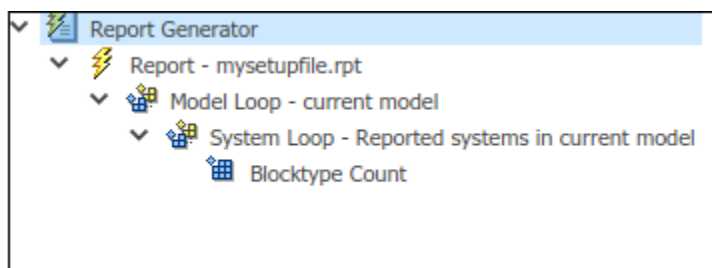 Report Generator
Report - mysetupfile.rpt
Model Loop - current model
System Loop - Reported systems in current model
Blocktype Count